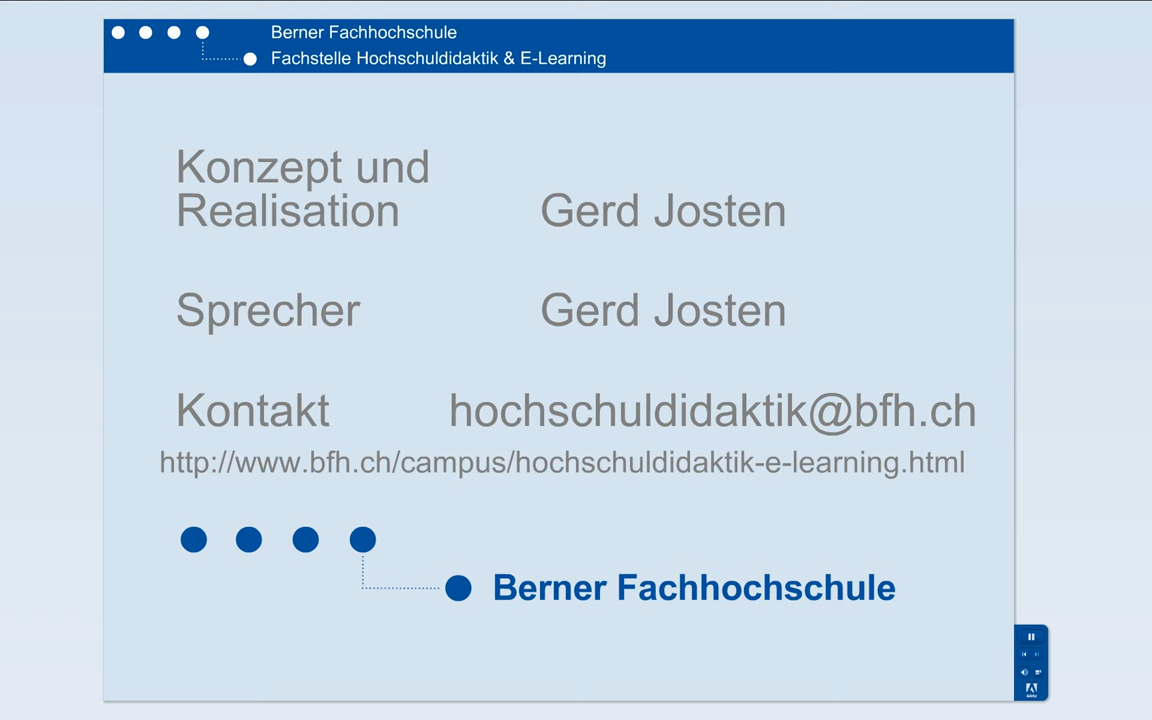 Berner Fachhochschule
Fachstelle Hochschuldidaktik & E-Learning
Konzept und
Realisation Gerd Josten
Sprecher Gerd Josten
Kontakt hochschuldidaktik@bfh.ch
http://www.bfh.ch/campus/hochschuldidaktik-e-learning.html
Berner Fachhochschule